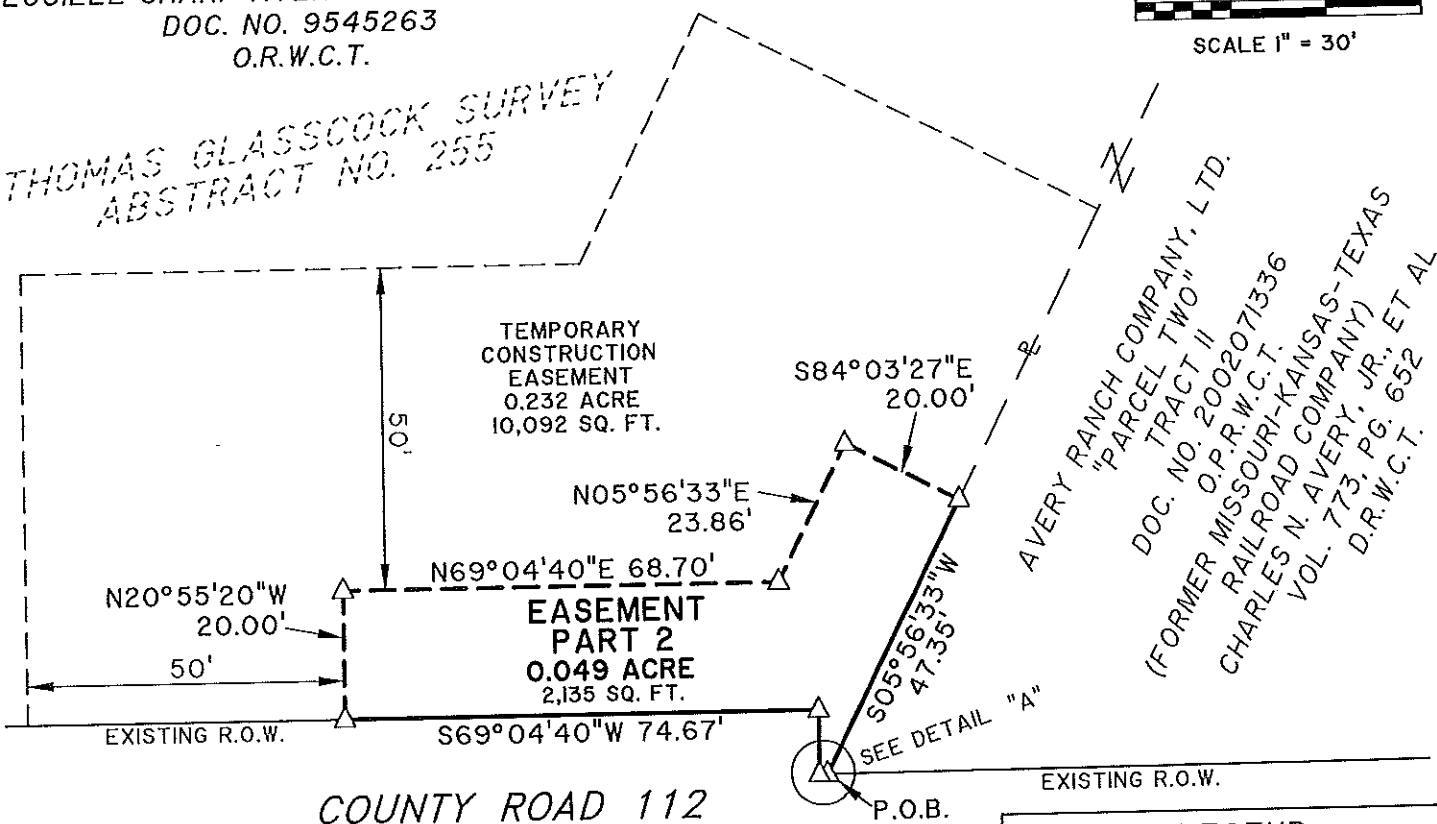 DOC. NO. 9545263
O.R.W.C.T.
SCALE 1" = 30'
THOMAS GLASSCOCK SURVEY
ABSTRACT NO. 255
TEMPORARY
CONSTRUCTION
EASEMENT
0.232 ACRE
10,092 SQ. FT.
50'
S84°03'27"E
20.00'
N05°56'33"E
23.86'
N69°04'40"E 68.70'
N20°55'20"W
20.00'
50'
EASEMENT
PART 2
0.049 ACRE
2,135 SQ. FT.
S05°56'33"W
47.35'
AVERY RANCH COMPANY, LTD.
"PARCEL TWO"
TRACT II
DOC. NO. 2002071336
O.P.R.W.C.T.
(FORMER MISSOURI-KANSAS-TEXAS
RAILROAD COMPANY)
CHARLES N. AVERY, JR., ET AL
VOL. 773, PG. 652
D.R.W.C.T.
EXISTING R.O.W.
S69°04'40"W 74.67'
SEE DETAIL "A"
EXISTING R.O.W.
P.O.B.
COUNTY ROAD 112